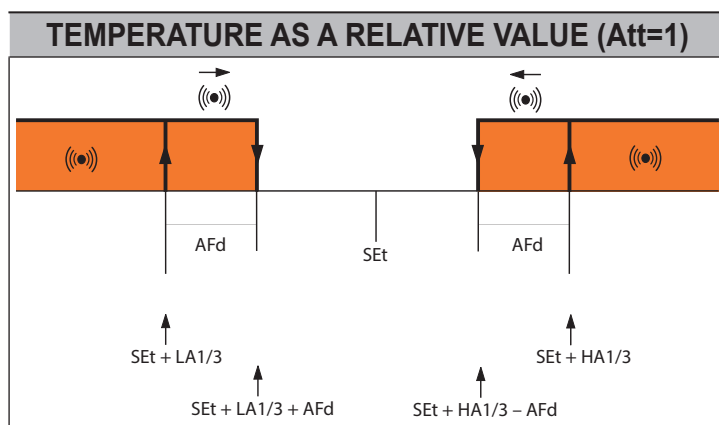 TEMPERATURE AS A RELATIVE VALUE (Att=1)
AFd
SEt
AFd
SEt + LA1/3
SEt + HA1/3
SEt + LA1/3 + AFd
SEt + HA1/3 – AFd